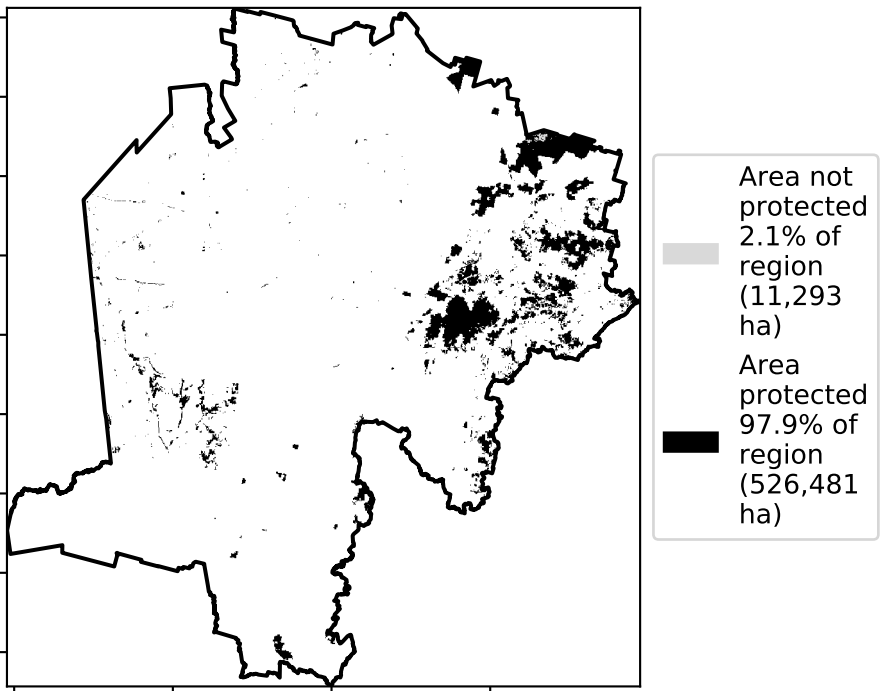 Area not
protected
2.1% of
region
(11,293
ha)
Area
protected
97.9% of
region
(526,481
ha)